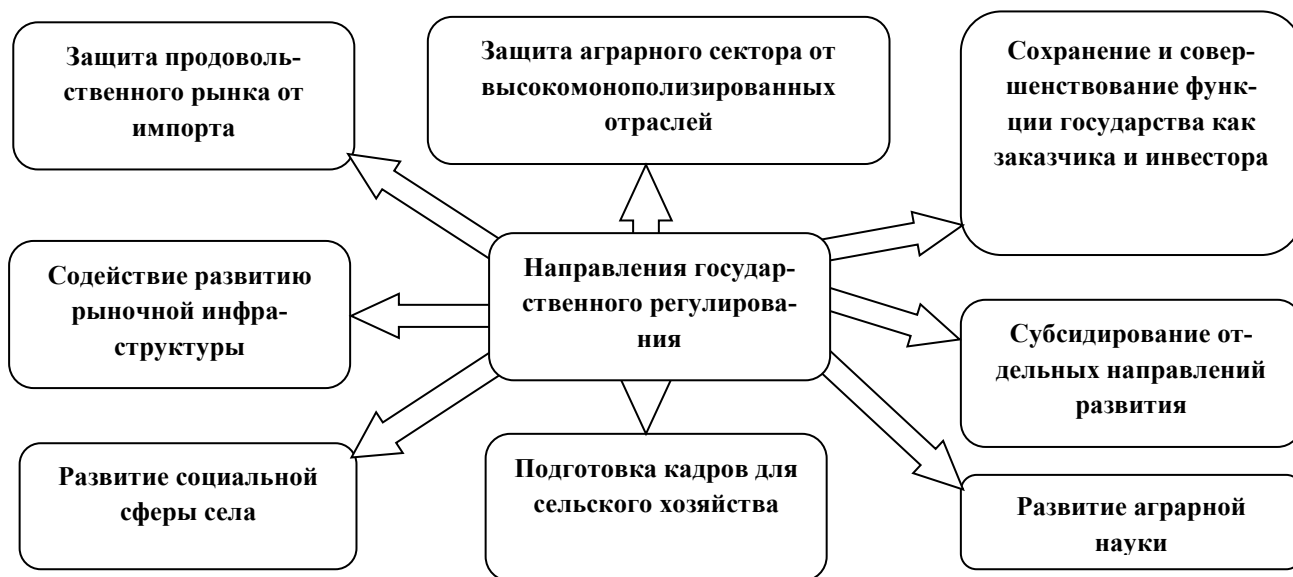 Защита продоволь-
ственного рынка от
импорта
Защита аграрного сектора от
высокомонополизированных
отраслей
Сохранение и совер-
шенствование функ-
ции государства как
заказчика и инвестора
Содействие развитию
рыночной инфра-
структуры
Направления государ-
ственного регулирова-
ния
Субсидирование от-
дельных направлений
развития
Развитие социальной
сферы села
Подготовка кадров для
сельского хозяйства
Развитие аграрной
науки